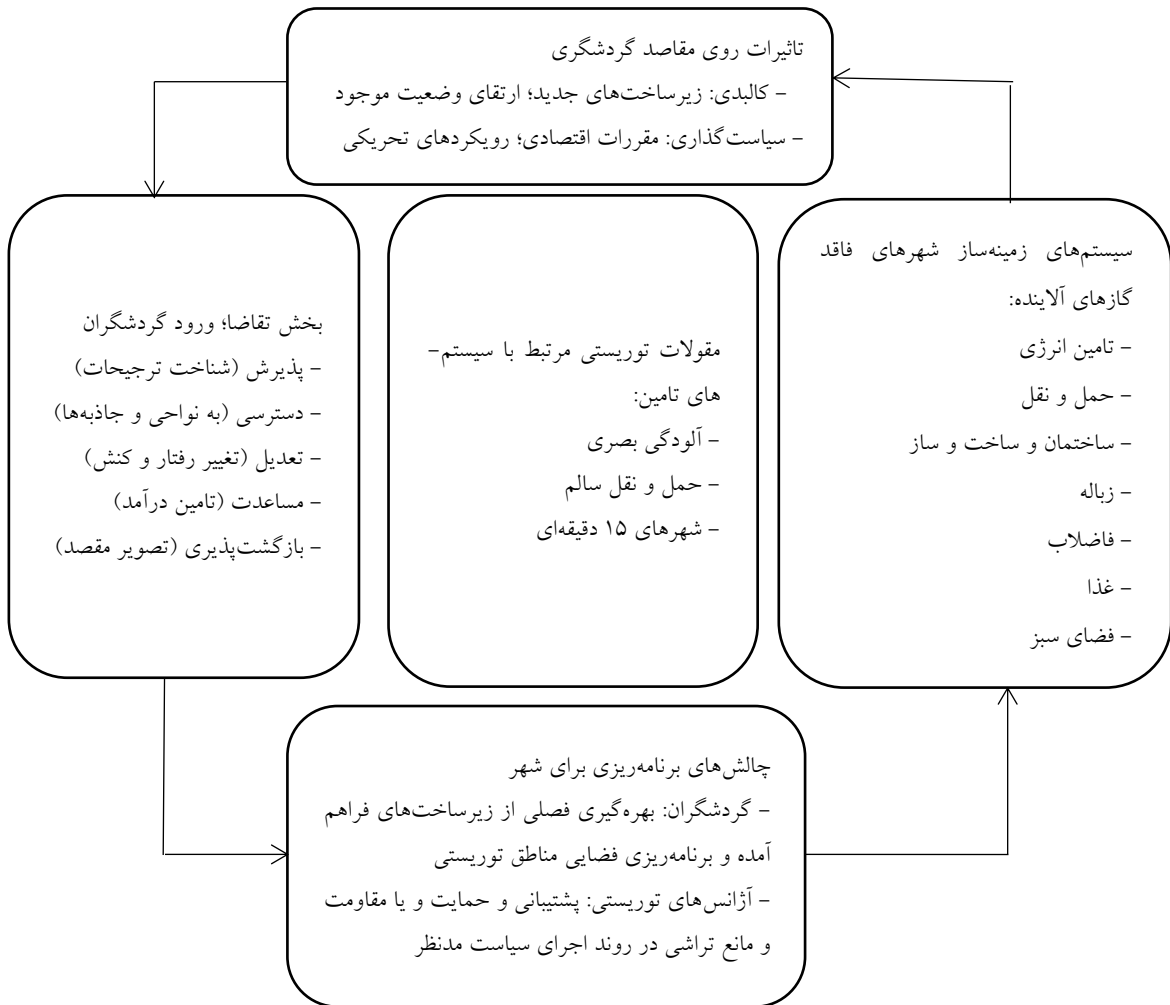 تاثیرات روی مقاصد گردشگری
- کالبدی: زیرساخت‌های جدید؛ ارتقای وضعیت موجود
- سیاست‌گذاری: مقررات اقتصادی؛ رویکردهای تحریکی
سیستم‌های زمینه‌ساز شهرهای فاقد
گازهای آلاینده:
- تامین انرژی
- حمل و نقل
- ساختمان و ساخت و ساز
- زباله
- فاضلاب
- غذا
- فضای سبز
مقولات توریستی مرتبط با سیستم-
های تامین:
- آلودگی بصری
- حمل و نقل سالم
- شهرهای ۱۵ دقیقه‌ای
بخش تقاضا؛ ورود گردشگران
- پذیرش (شناخت ترجیحات)
- دسترسی (به نواحی و جاذبه‌ها)
- تعدیل (تغییر رفتار و کنش)
- مساعدت (تامین درآمد)
- بازگشت‌پذیری (تصویر مقصد)
چالش‌های برنامه‌ریزی برای شهر
- گردشگران: بهره‌گیری فصلی از زیرساخت‌های فراهم
آمده و برنامه‌ریزی فضایی مناطق توریستی
- آژانس‌های توریستی: پشتیبانی و حمایت و یا مقاومت
و مانع تراشی در روند اجرای سیاست مدنظر